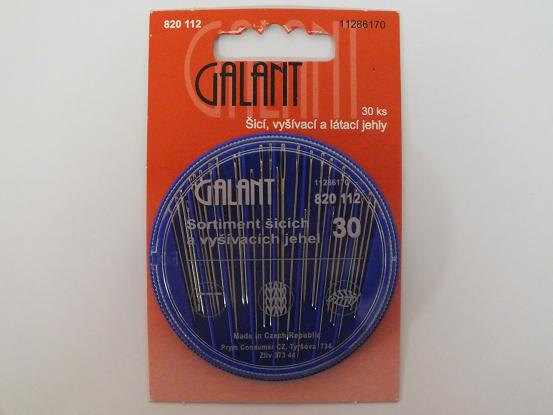 820 112
11286170
GALANT
30 ks
Šicí, vyšívací a látací jehly
GALANT
11286170
820 112
Sortiment šicích
a vyšívacích jehel
30
Made in Czech Republic
Prym Consumer CZ, Tyršova 734,
Zliv 373 44